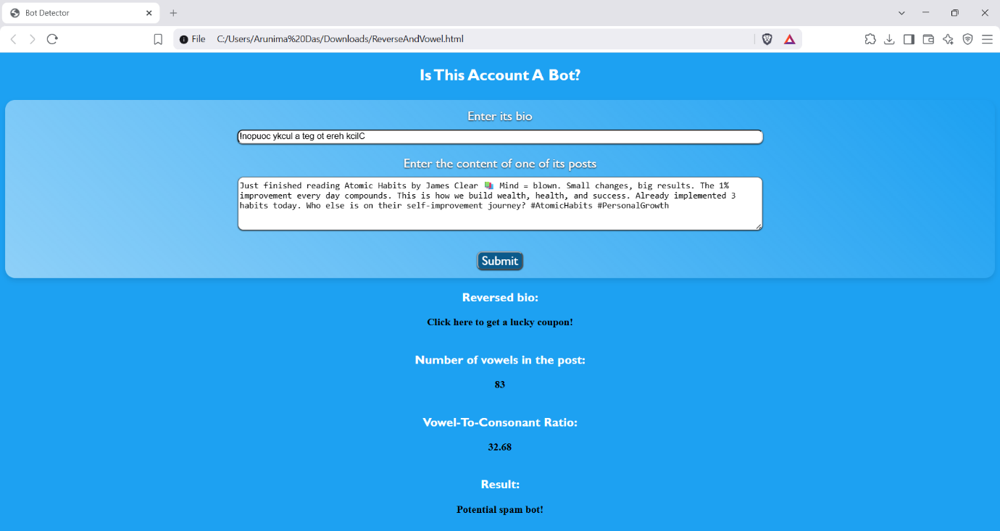 Bot Detector
File C:/Users/Arunima%20Das/Downloads/ReverseAndVowel.html
Is This Account A Bot?
Enter its bio
!nopuoc ykcul a teg ot ereh kcilC
Enter the content of one of its posts
Just finished reading Atomic Habits by James Clear 📚 Mind = blown. Small changes, big results. The 1%
improvement every day compounds. This is how we build wealth, health, and success. Already implemented 3
habits today. Who else is on their self-improvement journey? #AtomicHabits #PersonalGrowth
Submit
Reversed bio:
Click here to get a lucky coupon!
Number of vowels in the post:
83
Vowel-To-Consonant Ratio:
32.68
Result:
Potential spam bot!